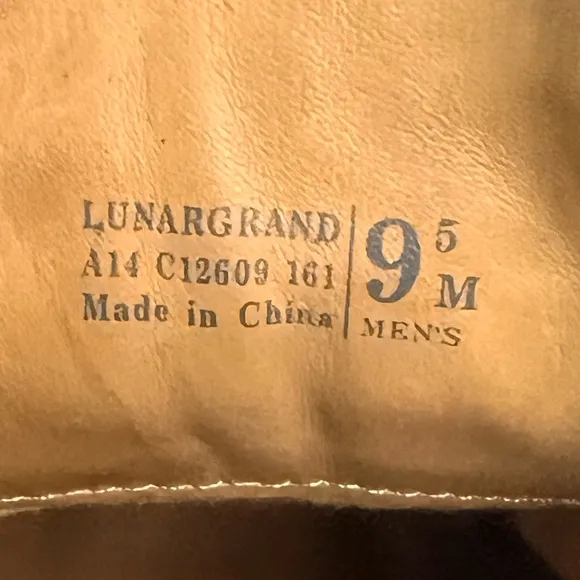 LUNARGRAND
A14 C12609 161
Made in China
9 5
M
MEN'S